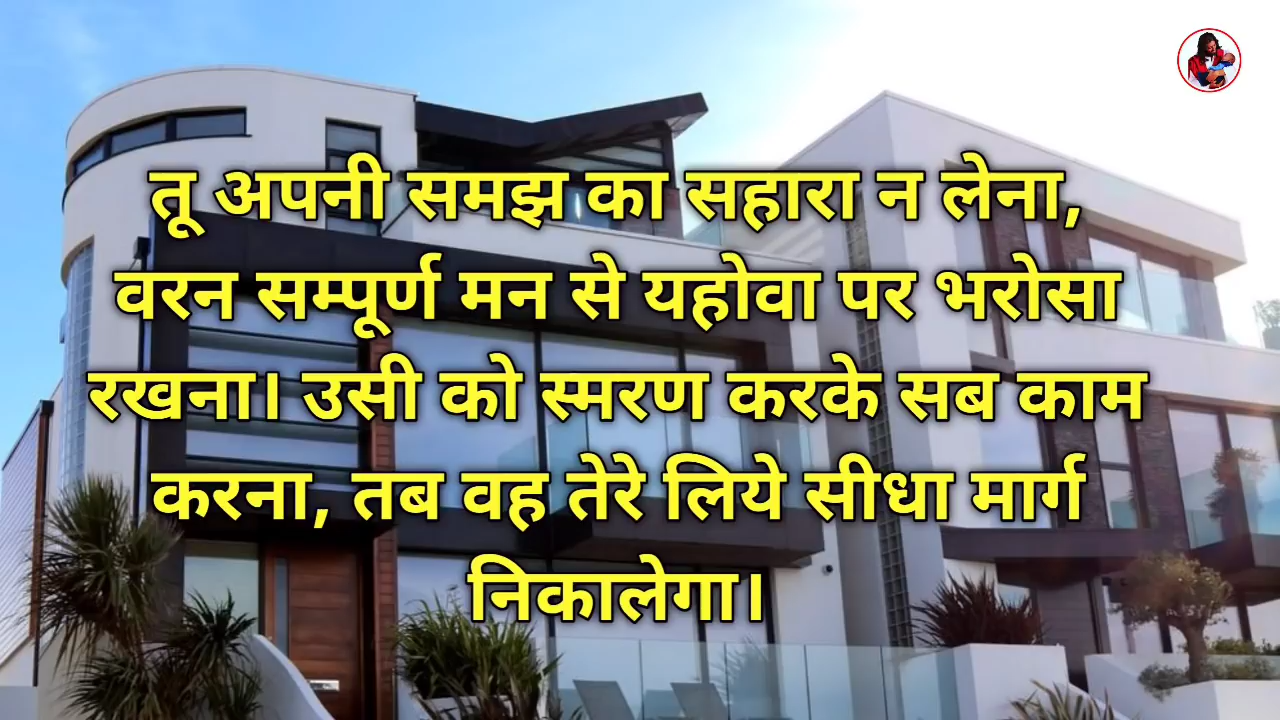 तू अपनी समझ का सहारा न लेना,
वरन सम्पूर्ण मन से यहोवा पर भरोसा
रखना। उसी को स्मरण करके सब काम
करना, तब वह तेरे लिये सीधा मार्ग
निकालेगा।